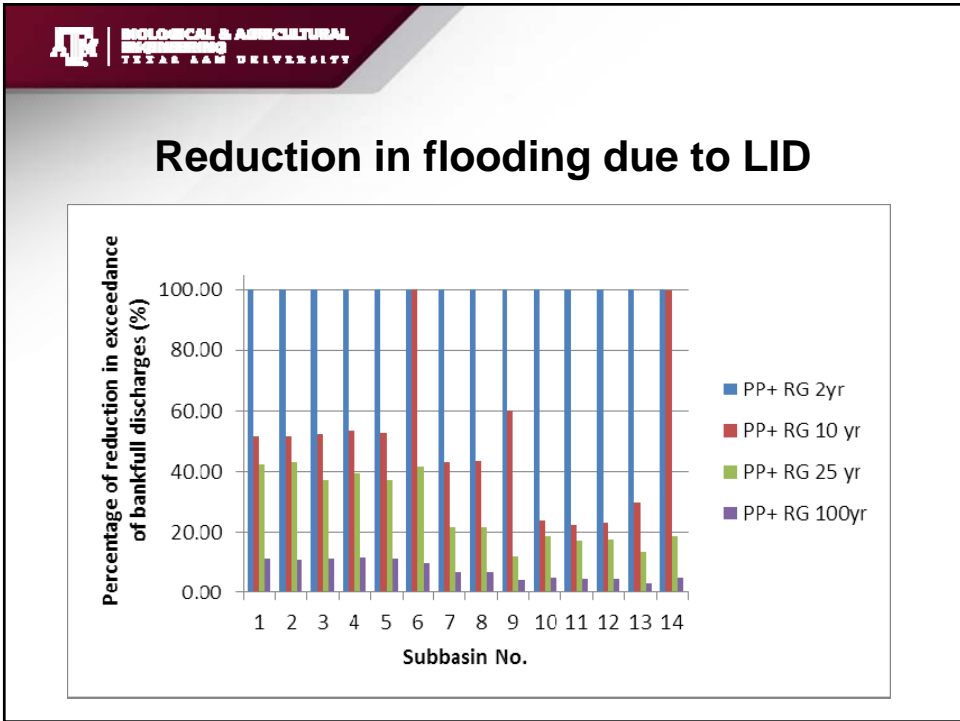 ATM
BIOLOGICAL & AGRICULTURAL
ENGINEERING
TEXAS A&M UNIVERSITY
Reduction in flooding due to LID
Percentage of reduction in exceedance
of bankfull discharges (%)
100.00
80.00
60.00
40.00
20.00
0.00
1 2 3 4 5 6 7 8 9 10 11 12 13 14
Subbasin No.
PP+ RG 2yr
PP+ RG 10 yr
PP+ RG 25 yr
PP+ RG 100yr